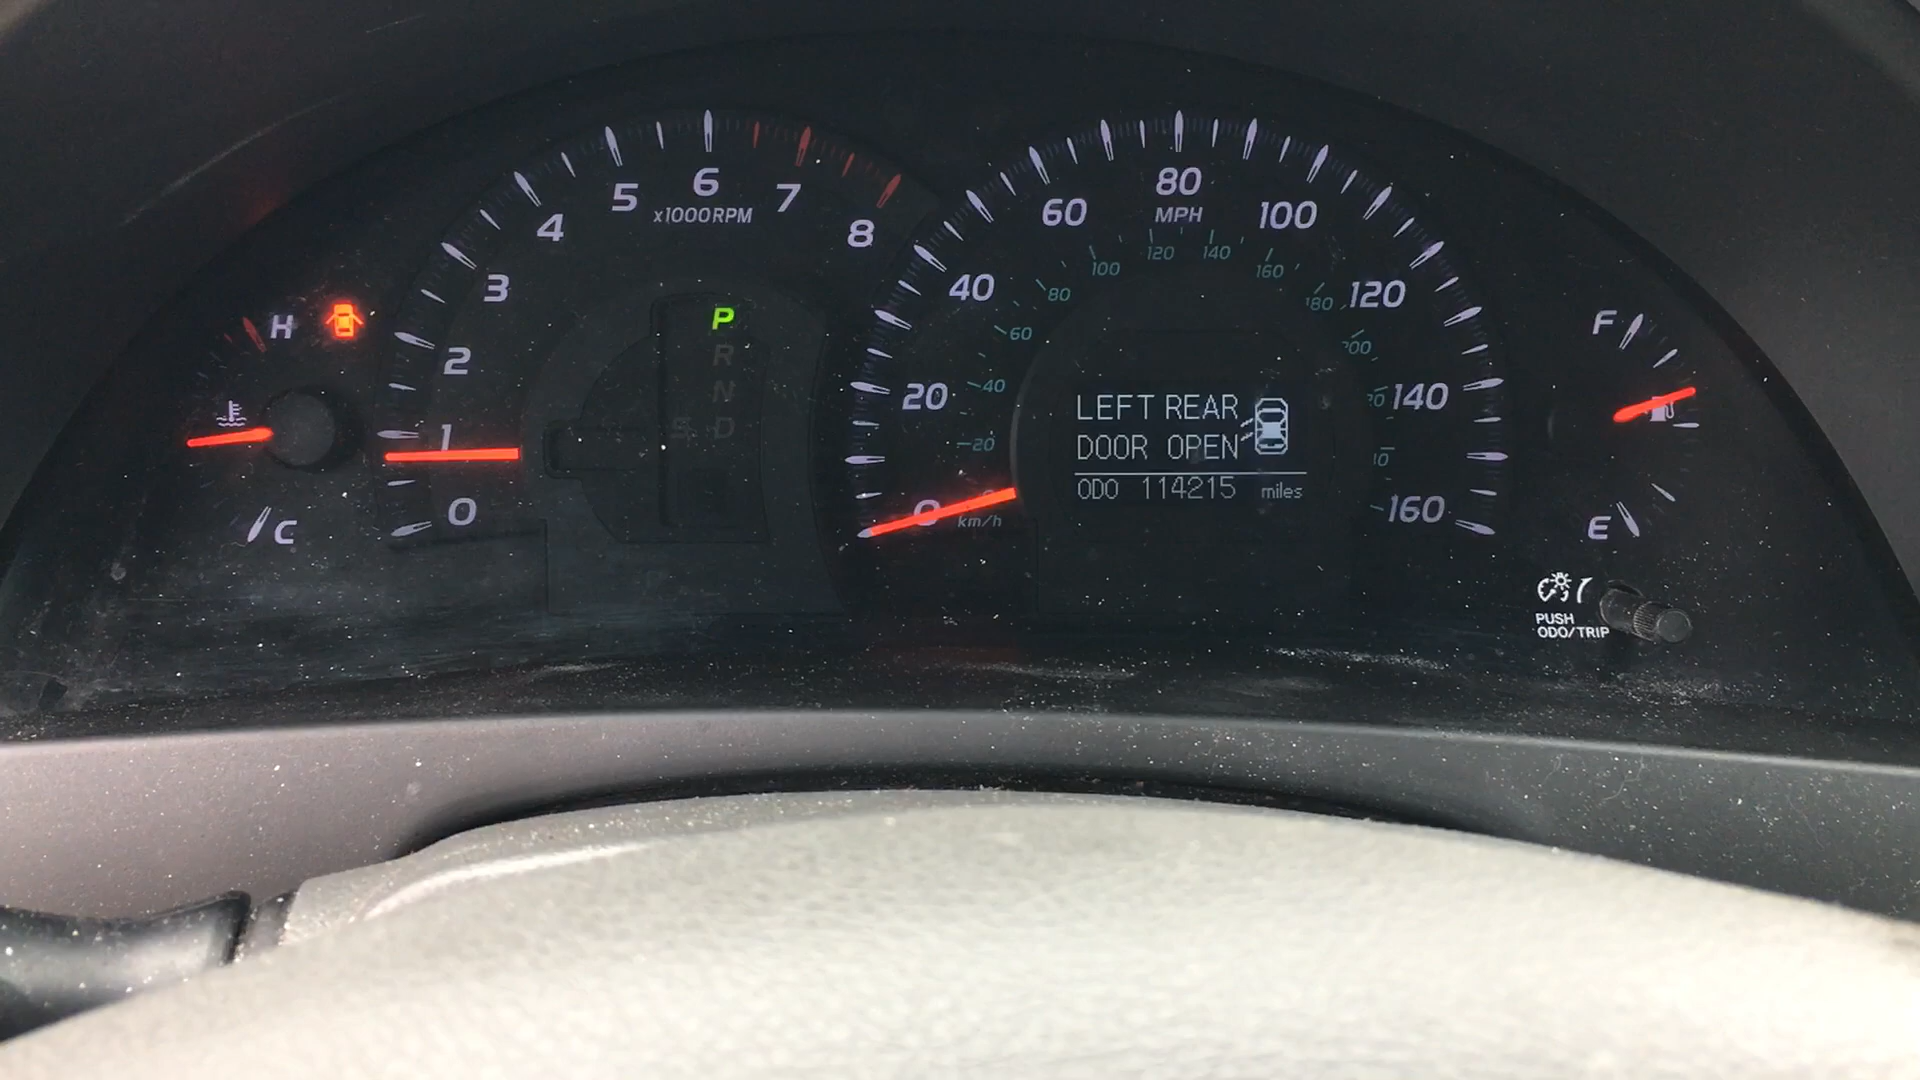 H
C
0
1
2
3
4
5
6
7
8
x1000RPM
P
R
N
S D
0
20
40
60
80
100
120
140
160
MPH
km/h
20
40
60
80
100
120
140
160
180
LEFT REAR
DOOR OPEN
ODO 114215 miles
F
E
PUSH
ODO/TRIP